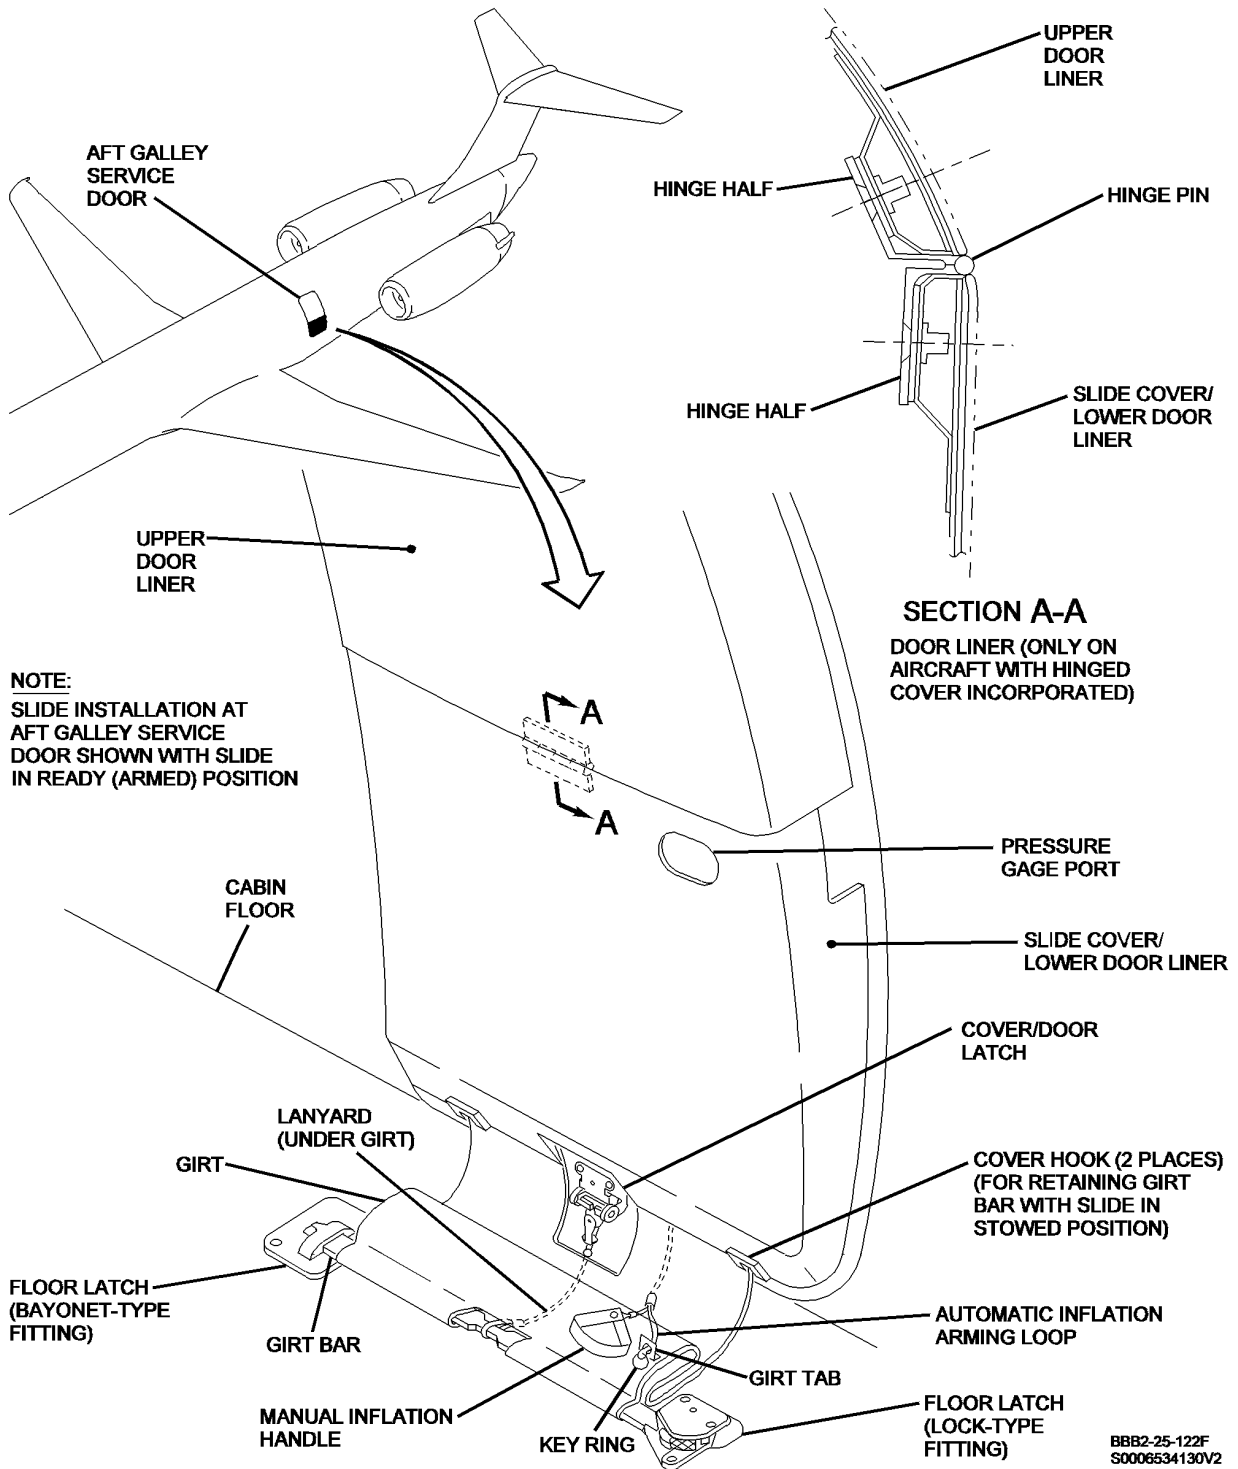 AFT GALLEY
SERVICE
DOOR
UPPER
DOOR
LINER
HINGE HALF
HINGE PIN
HINGE HALF
SLIDE COVER/
LOWER DOOR
LINER
SECTION A-A
DOOR LINER (ONLY ON
AIRCRAFT WITH HINGED
COVER INCORPORATED)
UPPER
DOOR
LINER
NOTE:
SLIDE INSTALLATION AT
AFT GALLEY SERVICE
DOOR SHOWN WITH SLIDE
IN READY (ARMED) POSITION
A
A
PRESSURE
GAGE PORT
CABIN
FLOOR
SLIDE COVER/
LOWER DOOR LINER
COVER/DOOR
LATCH
LANYARD
(UNDER GIRT)
GIRT
COVER HOOK (2 PLACES)
(FOR RETAINING GIRT
BAR WITH SLIDE IN
STOWED POSITION)
FLOOR LATCH
(BAYONET-TYPE
FITTING)
GIRT BAR
AUTOMATIC INFLATION
ARMING LOOP
GIRT TAB
MANUAL INFLATION
HANDLE
KEY RING
FLOOR LATCH
(LOCK-TYPE
FITTING)
BBB2-25-122F
S0006534130V2